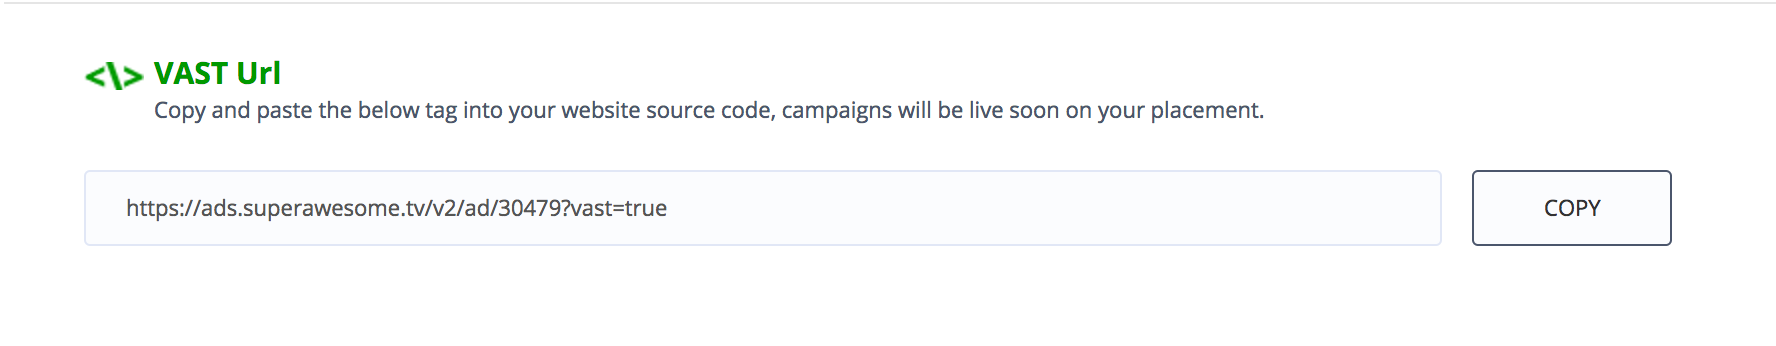 <\> VAST Url
Copy and paste the below tag into your website source code, campaigns will be live soon on your placement.
https://ads.superawesome.tv/v2/ad/30479?vast=true
COPY